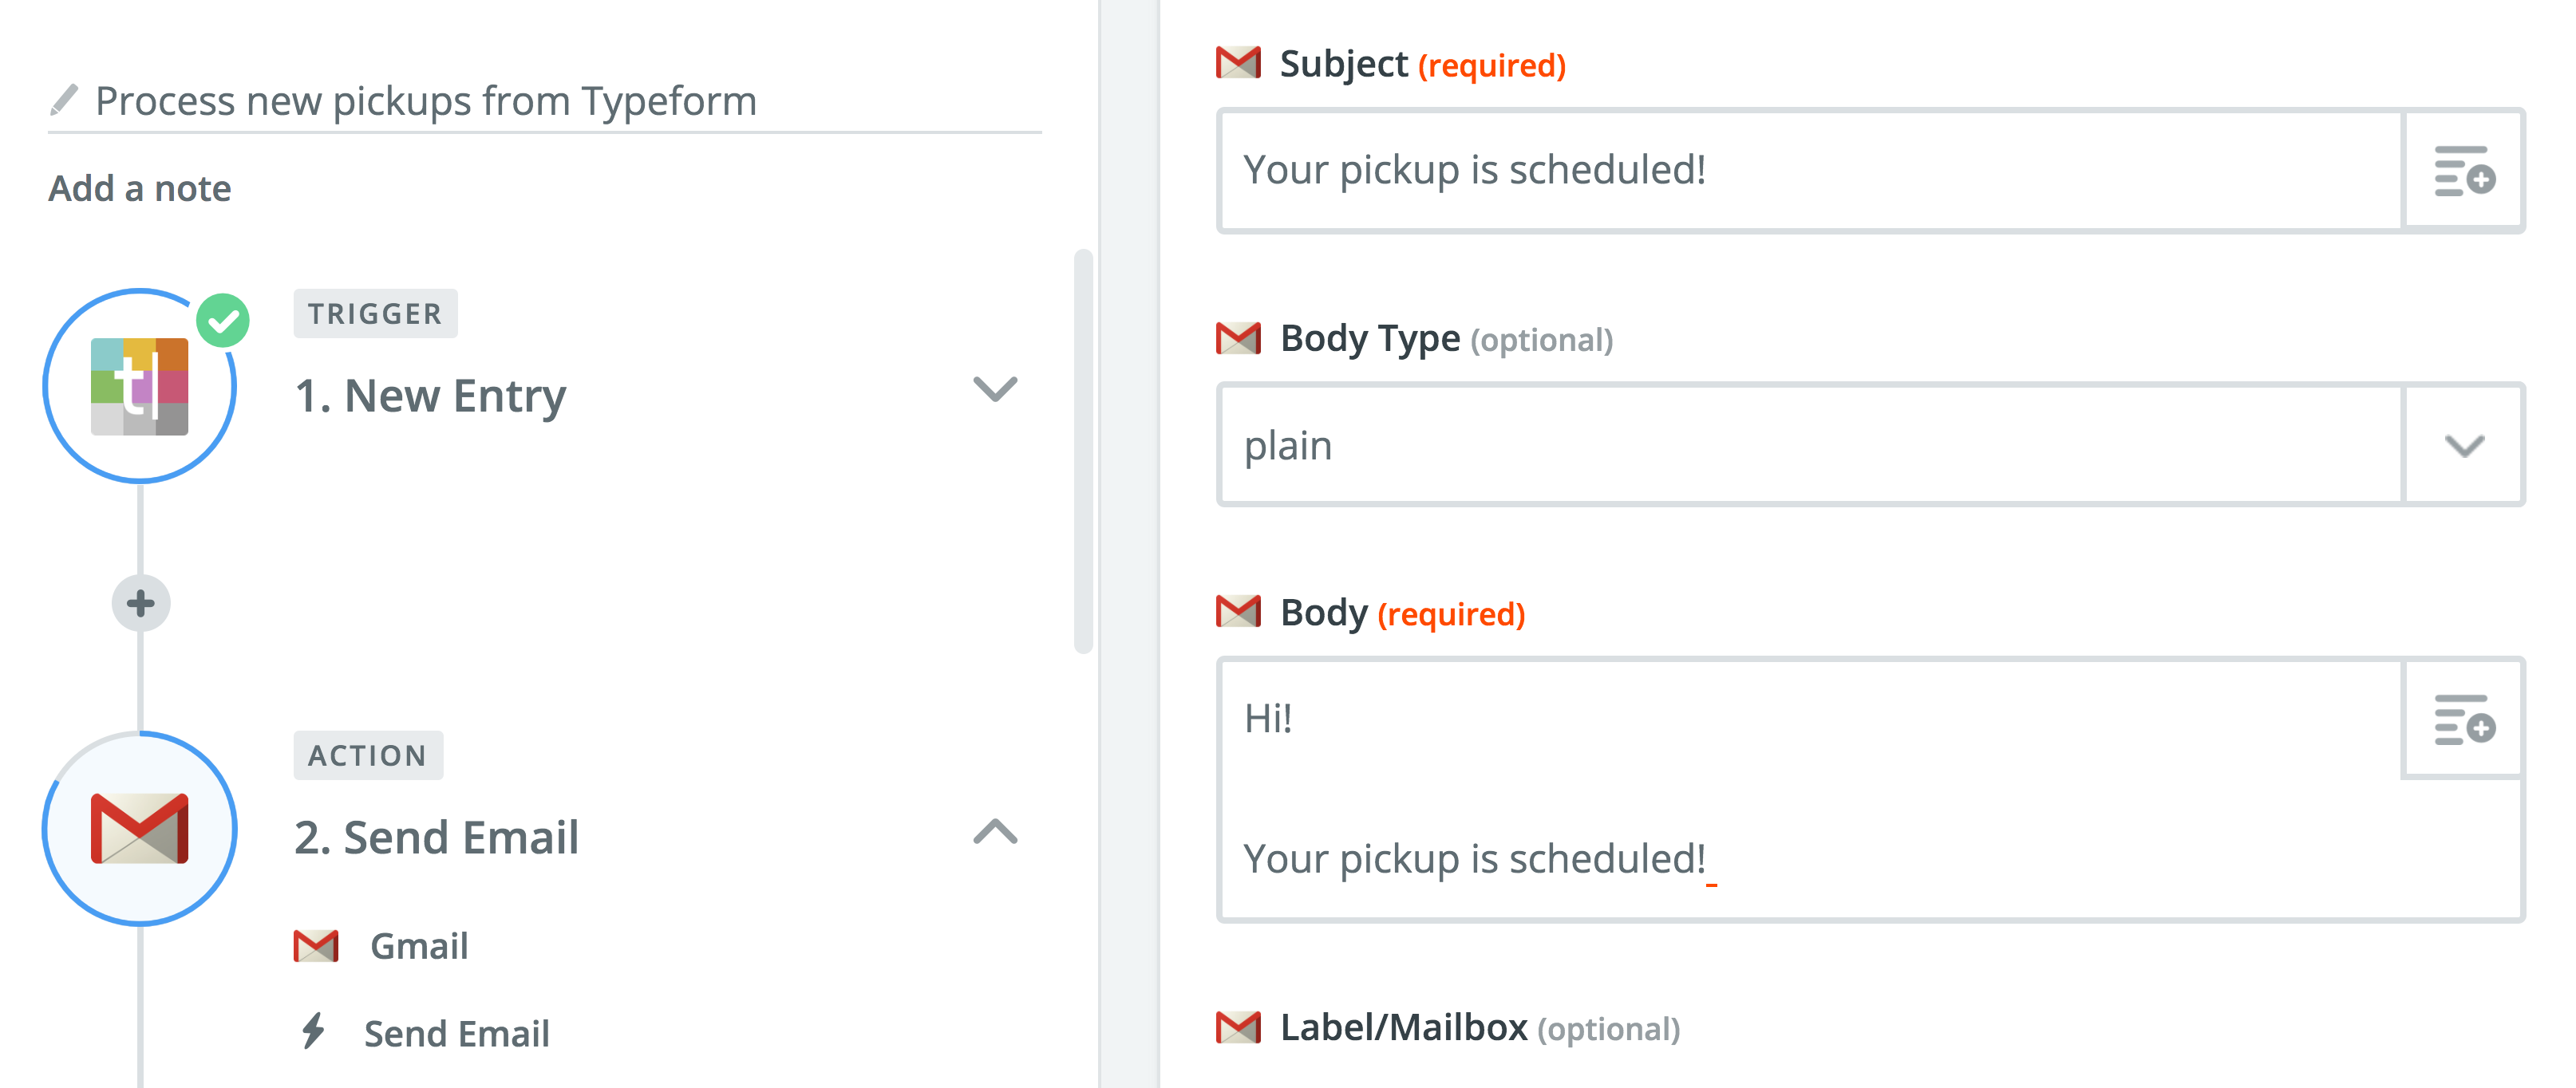 Process new pickups from Typeform
Add a note
TRIGGER
1. New Entry
ACTION
2. Send Email
Gmail
Send Email
Subject (required)
Your pickup is scheduled!
Body Type (optional)
plain
Body (required)
Hi!
Your pickup is scheduled!
Label/Mailbox (optional)